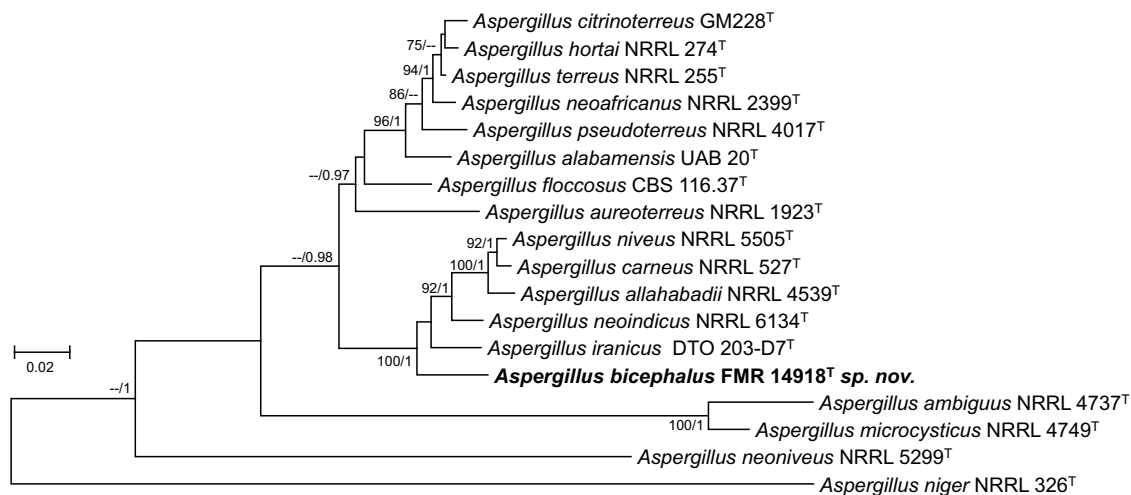 Aspergillus citrinoterreus GM228ᵀ
75/--
Aspergillus hortai NRRL 274ᵀ
94/1
Aspergillus terreus NRRL 255ᵀ
86/--
Aspergillus neoafricanus NRRL 2399ᵀ
96/1
Aspergillus pseudoterreus NRRL 4017ᵀ
Aspergillus alabamensis UAB 20ᵀ
--/0.97
Aspergillus floccosus CBS 116.37ᵀ
Aspergillus aureoterreus NRRL 1923ᵀ
92/1
Aspergillus niveus NRRL 5505ᵀ
--/0.98
100/1
Aspergillus carneus NRRL 527ᵀ
92/1
Aspergillus allahabadii NRRL 4539ᵀ
Aspergillus neoindicus NRRL 6134ᵀ
Aspergillus iranicus DTO 203-D7ᵀ
0.02
100/1
Aspergillus bicephalus FMR 14918ᵀ sp. nov.
--/1
Aspergillus ambiguus NRRL 4737ᵀ
100/1
Aspergillus microcysticus NRRL 4749ᵀ
Aspergillus neoniveus NRRL 5299ᵀ
Aspergillus niger NRRL 326ᵀ